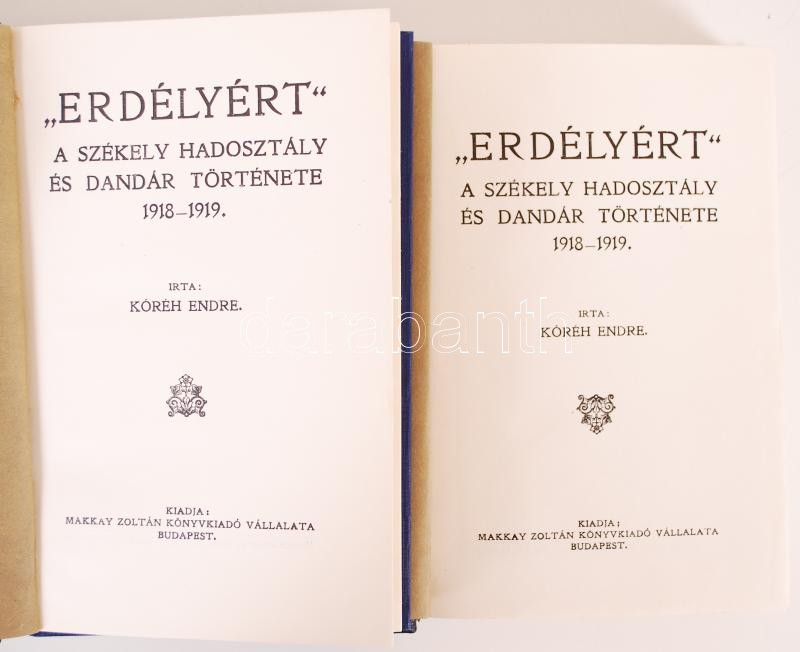 „ERDÉLYÉRT“
A SZÉKELY HADOSZTÁLY
ÉS DANDÁR TÖRTÉNETE
1918–1919.
IRTA:
KÓRÉH ENDRE.
KIADJA:
MAKKAY ZOLTÁN KÖNYVKIADÓ VÁLLALATA
BUDAPEST.
„ERDÉLYÉRT“
A SZÉKELY HADOSZTÁLY
ÉS DANDÁR TÖRTÉNETE
1918–1919.
IRTA:
KÓRÉH ENDRE.
KIADJA:
MAKKAY ZOLTÁN KÖNYVKIADÓ VÁLLALATA
BUDAPEST.
darabanth